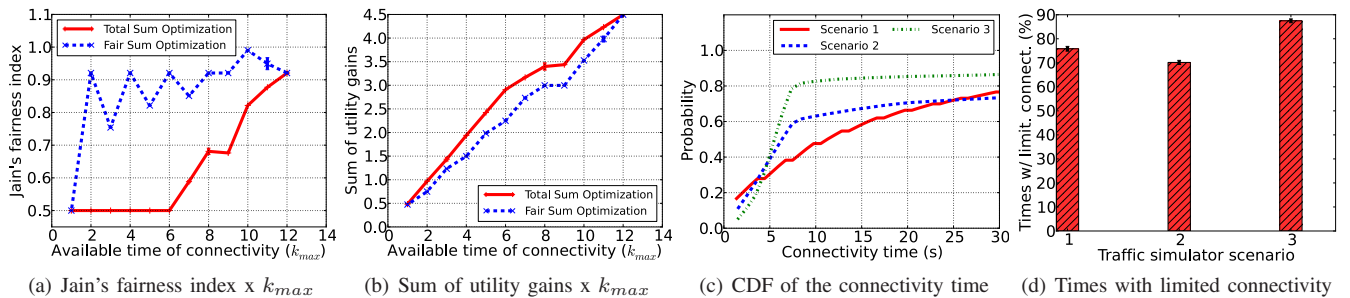 Jain's fairness index
1.1
1.0
0.9
0.8
0.7
0.6
0.5
0.4
Total Sum Optimization
Fair Sum Optimization
0 2 4 6 8 10 12 14
Available time of connectivity (k_max)
(a) Jain's fairness index x k_max
Sum of utility gains
4.5
4.0
3.5
3.0
2.5
2.0
1.5
1.0
0.5
0.0
Total Sum Optimization
Fair Sum Optimization
0 2 4 6 8 10 12 14
Available time of connectivity (k_max)
(b) Sum of utility gains x k_max
Probability
1.0
0.8
0.6
0.4
0.2
0.0
Scenario 1
Scenario 2
Scenario 3
0 5 10 15 20 25 30
Connectivity time (s)
(c) CDF of the connectivity time
Times w/ limit. connect. (%)
90
80
70
60
50
40
30
20
10
0
1 2 3
Traffic simulator scenario
(d) Times with limited connectivity